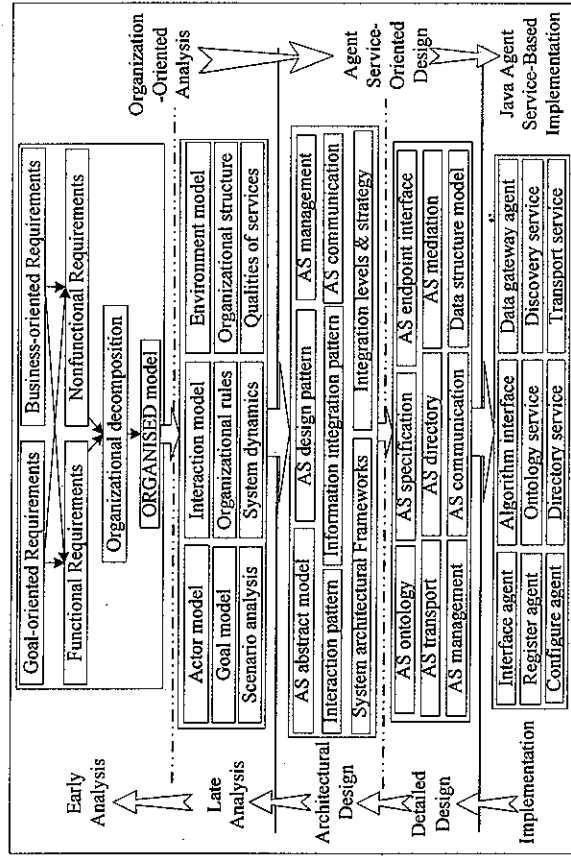 Goal-oriented Requirements
Business-oriented Requirements
Functional Requirements
Nonfunctional Requirements
Organizational decomposition
ORGANISED model
Early
Analysis
Organization
-Oriented
Analysis
Actor model
Interaction model
Environment model
Goal model
Organizational rules
Organizational structure
Scenario analysis
System dynamics
Qualities of services
Late
Analysis
AS abstract model
AS design pattern
AS management
Interaction pattern
Information integration pattern
AS communication
System architectural Frameworks
Integration levels & strategy
Architectural
Design
Agent
Service-
Oriented
Design
AS ontology
AS specification
AS endpoint interface
AS transport
AS directory
AS mediation
AS management
AS communication
Data structure model
Detailed
Design
Interface agent
Algorithm interface
Data gateway agent
Register agent
Ontology service
Discovery service
Configure agent
Directory service
Transport service
Implementation
Java Agent
Service-Based
Implementation